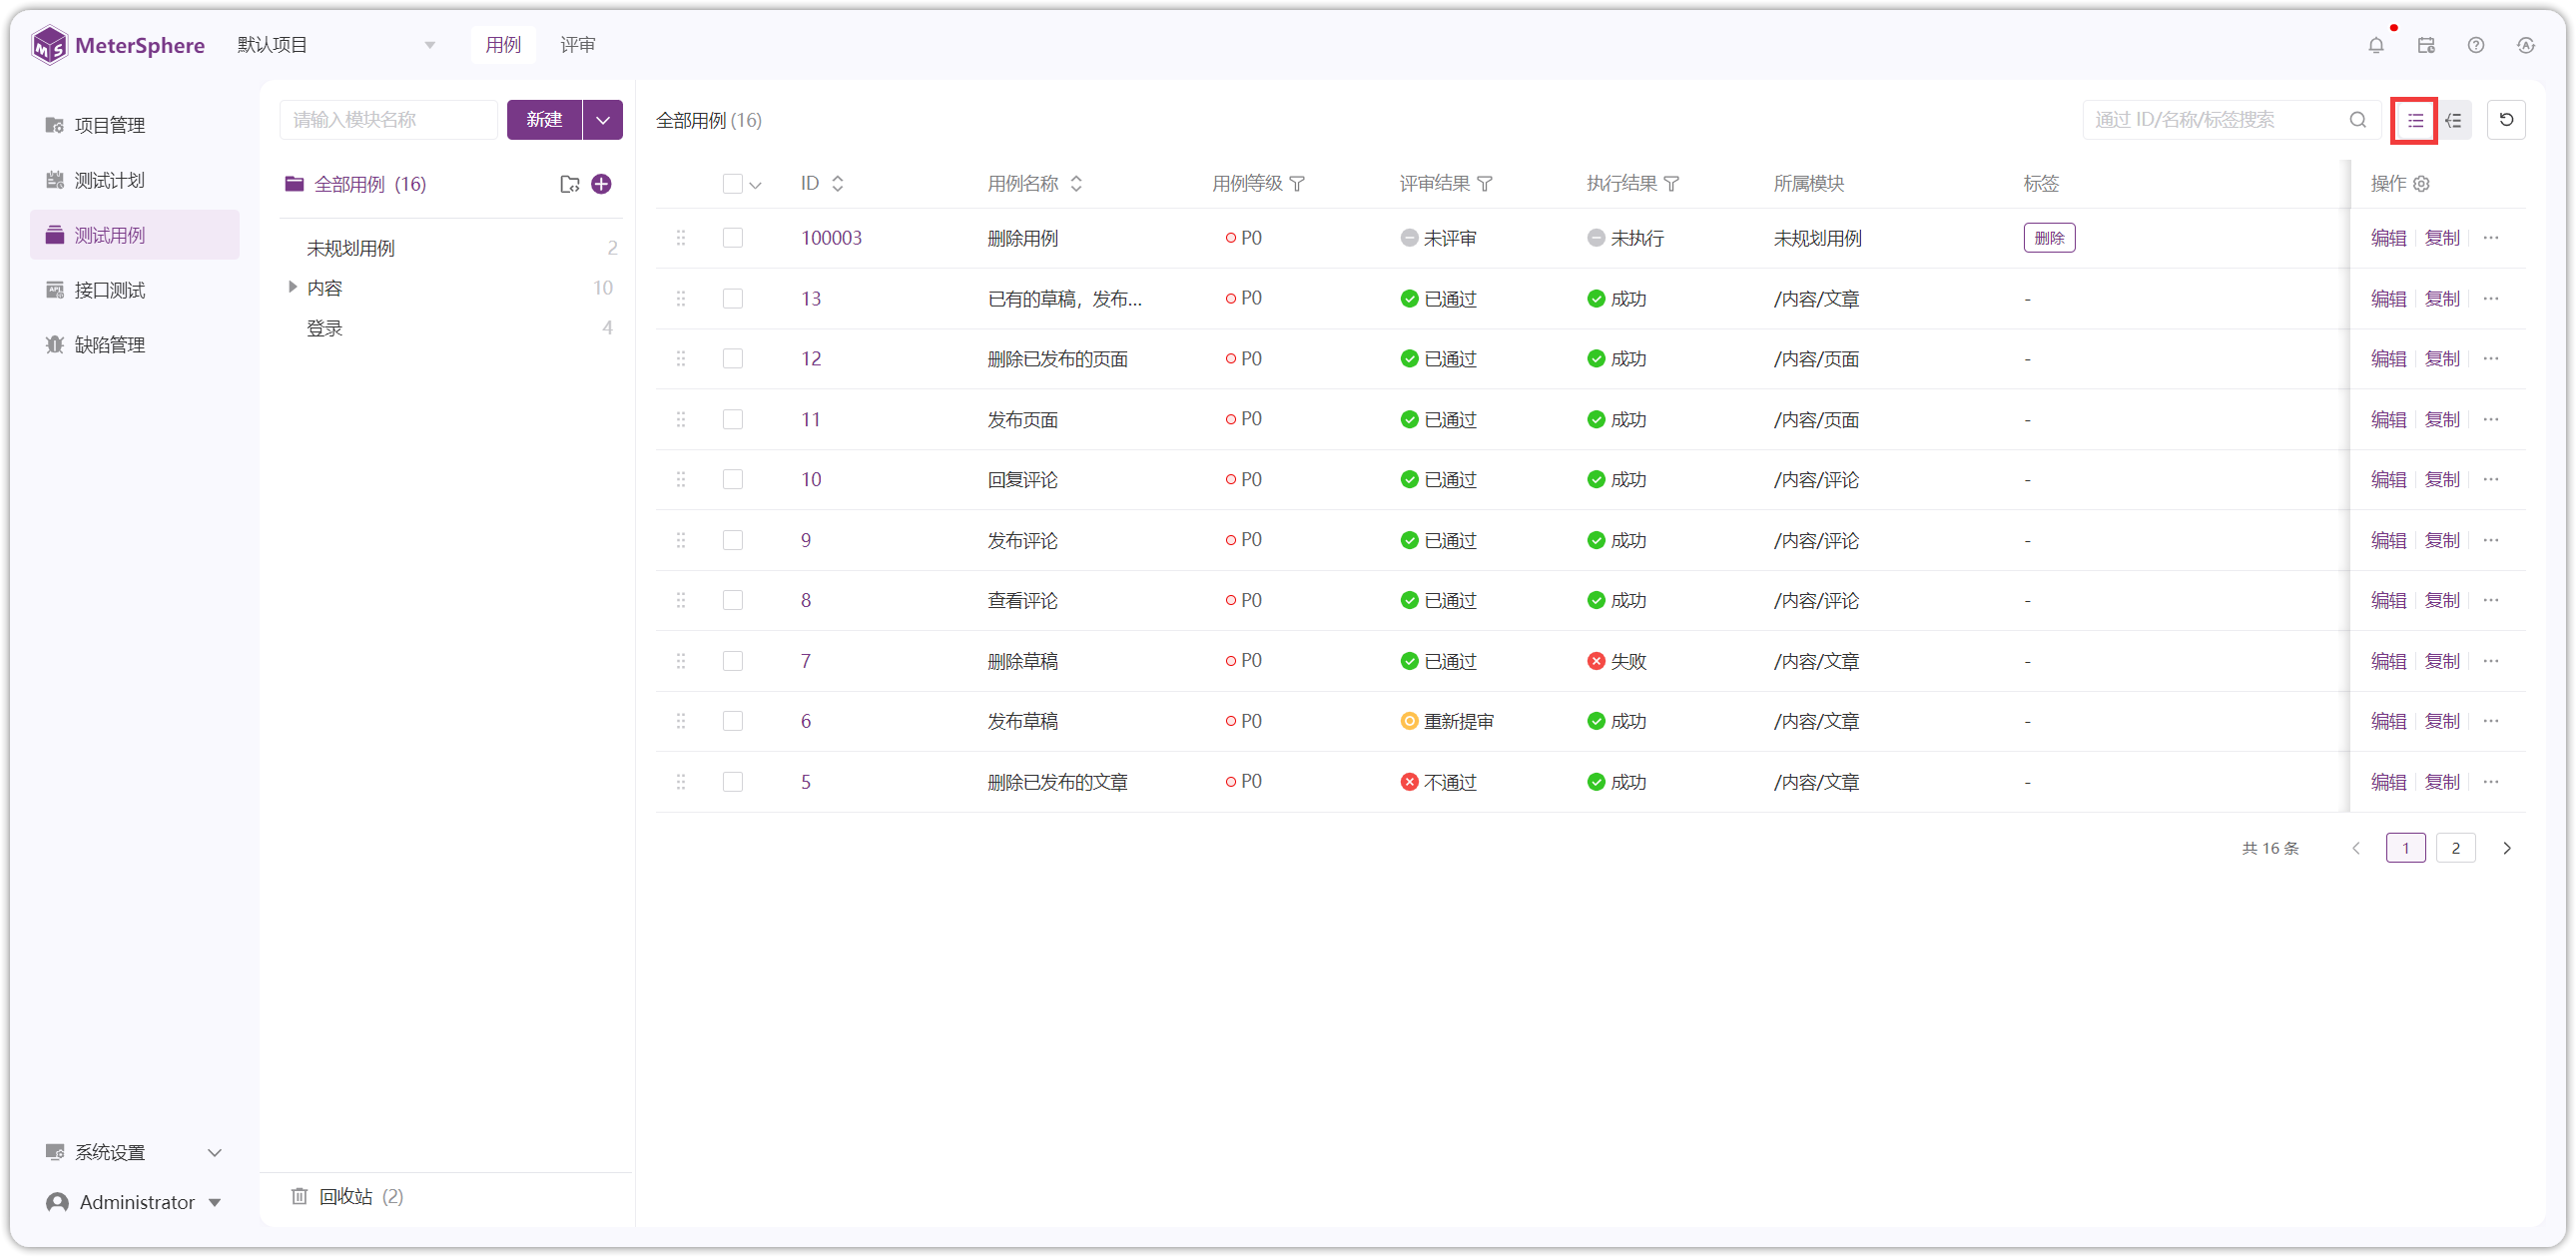 MeterSphere 默认项目 用例 评审
项目管理
测试计划
测试用例
接口测试
缺陷管理
系统设置
Administrator
请输入模块名称 新建
全部用例 (16)
未规划用例 2
内容 10
登录 4
回收站 (2)
全部用例 (16) 通过 ID/名称/标签搜索
ID 用例名称 用例等级 评审结果 执行结果 所属模块 标签 操作
100003 删除用例 P0 未评审 未执行 未规划用例 删除 编辑 复制 ···
13 已有的草稿，发布... P0 已通过 成功 /内容/文章 - 编辑 复制 ···
12 删除已发布的页面 P0 已通过 成功 /内容/页面 - 编辑 复制 ···
11 发布页面 P0 已通过 成功 /内容/页面 - 编辑 复制 ···
10 回复评论 P0 已通过 成功 /内容/评论 - 编辑 复制 ···
9 发布评论 P0 已通过 成功 /内容/评论 - 编辑 复制 ···
8 查看评论 P0 已通过 成功 /内容/评论 - 编辑 复制 ···
7 删除草稿 P0 已通过 失败 /内容/文章 - 编辑 复制 ···
6 发布草稿 P0 重新提审 成功 /内容/文章 - 编辑 复制 ···
5 删除已发布的文章 P0 不通过 成功 /内容/文章 - 编辑 复制 ···
共 16 条 1 2